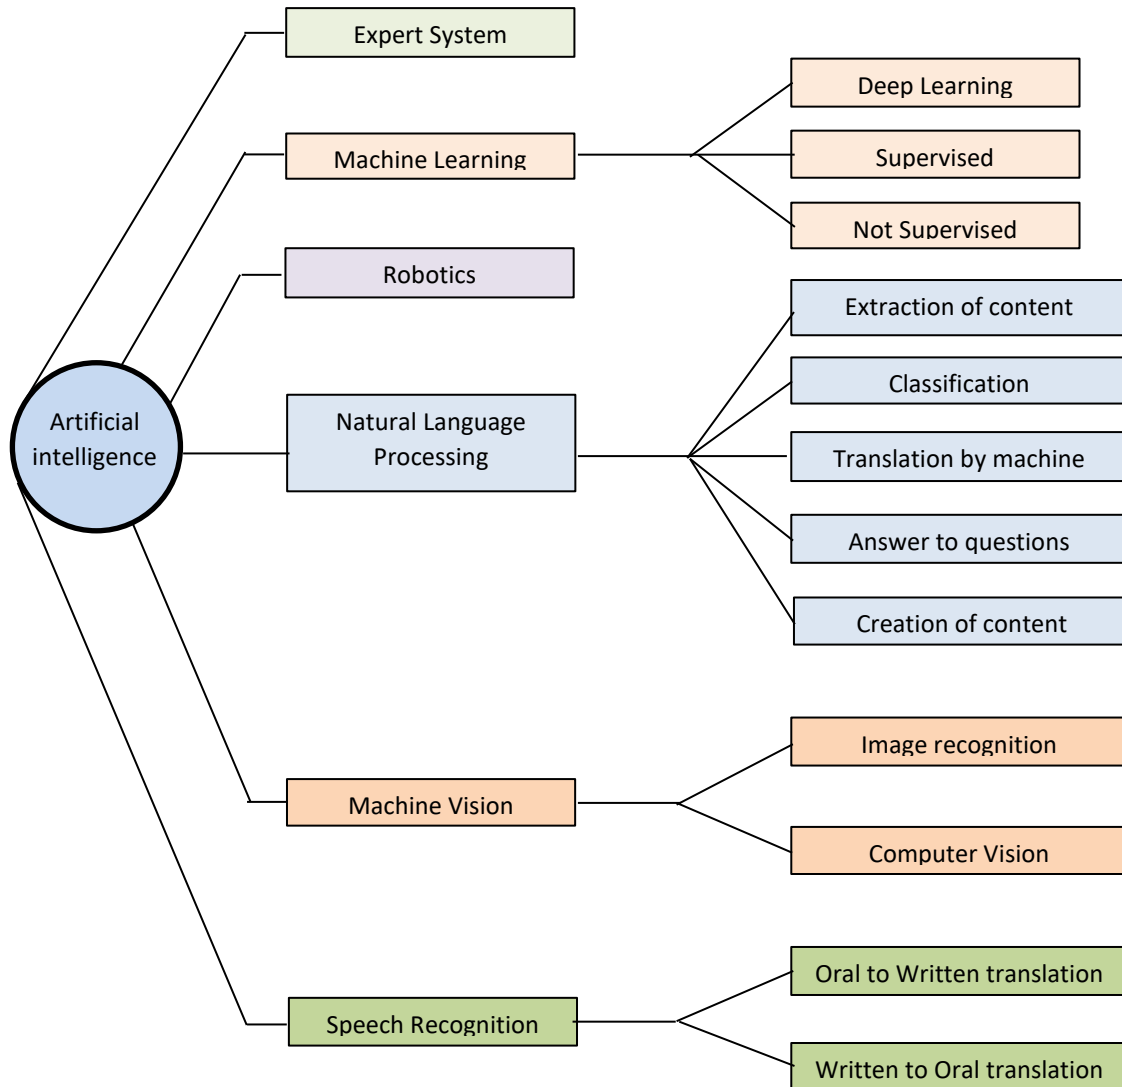 Expert System
Deep Learning
Machine Learning
Supervised
Not Supervised
Robotics
Extraction of content
Classification
Artificial
intelligence
Natural Language
Processing
Translation by machine
Answer to questions
Creation of content
Image recognition
Machine Vision
Computer Vision
Oral to Written translation
Speech Recognition
Written to Oral translation